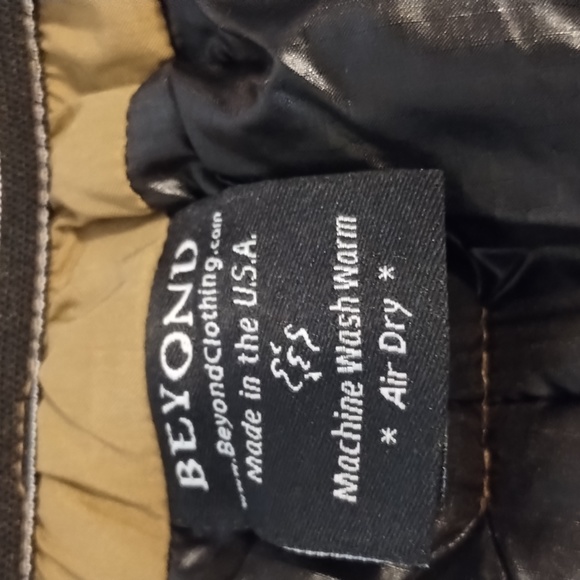 BEYOND
www.BeyondClothing.com
Made in the U.S.A.
Machine Wash Warm
* Air Dry *